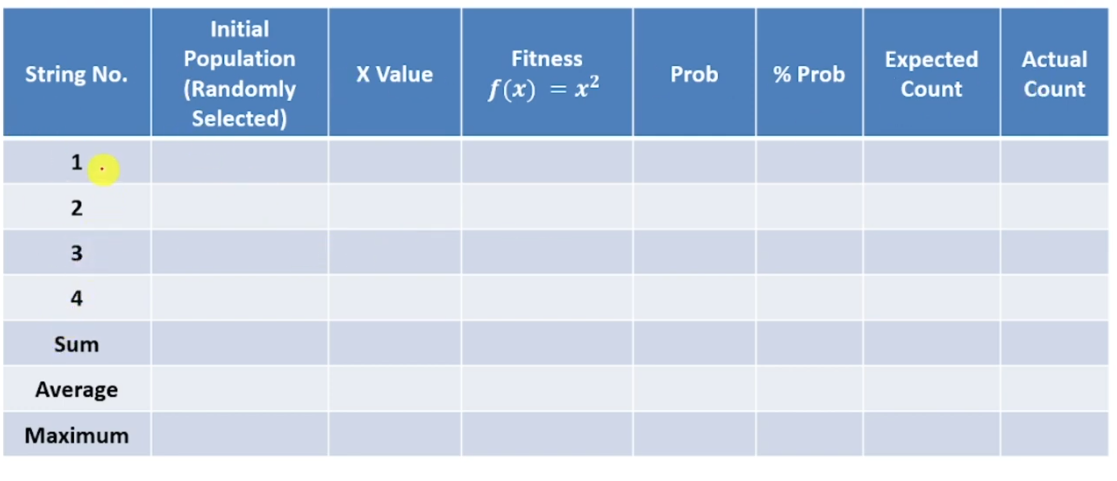 String No.
Initial
Population
(Randomly
Selected)
X Value
Fitness
f(x) = x²
Prob
% Prob
Expected
Count
Actual
Count
1
2
3
4
Sum
Average
Maximum